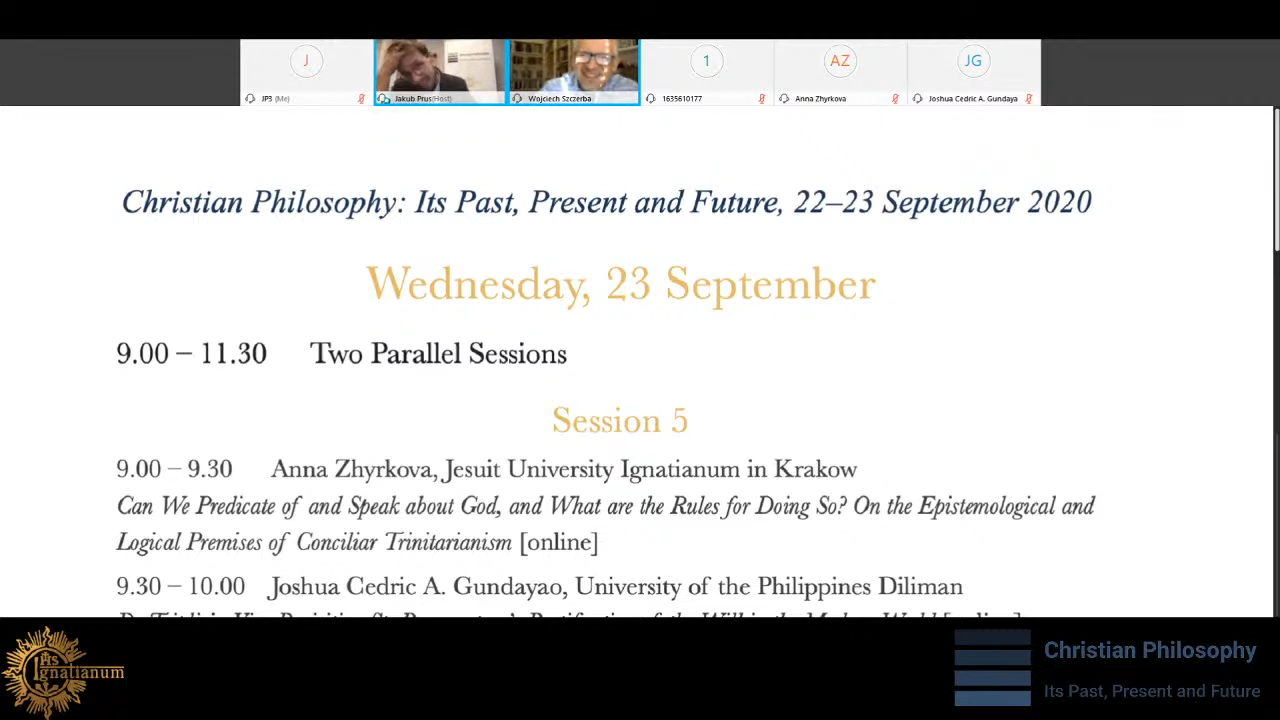 J
1
AZ
JG
JP3 (Me)
Jakub Prus(Host)
Wojciech Szczerba
1635610177
Anna Zhyrkova
Joshua Cedric A. Gundaya
Christian Philosophy: Its Past, Present and Future, 22–23 September 2020
Wednesday, 23 September
9.00 – 11.30 Two Parallel Sessions
Session 5
9.00 – 9.30 Anna Zhyrkova, Jesuit University Ignatianum in Krakow
Can We Predicate of and Speak about God, and What are the Rules for Doing So? On the Epistemological and
Logical Premises of Conciliar Trinitarianism [online]
9.30 – 10.00 Joshua Cedric A. Gundayao, University of the Philippines Diliman
Ignatianum
Christian Philosophy
Its Past, Present and Future